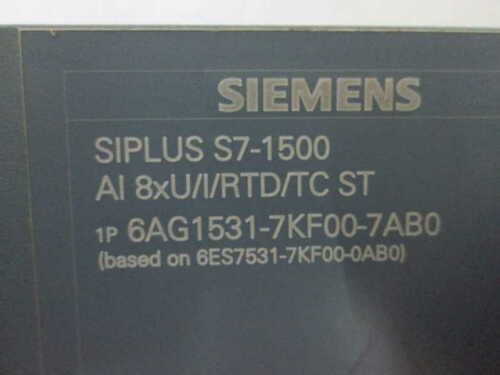 SIEMENS
SIPLUS S7-1500
AI 8xU/I/RTD/TC ST
1P 6AG1531-7KF00-7AB0
(based on 6ES7531-7KF00-0AB0)